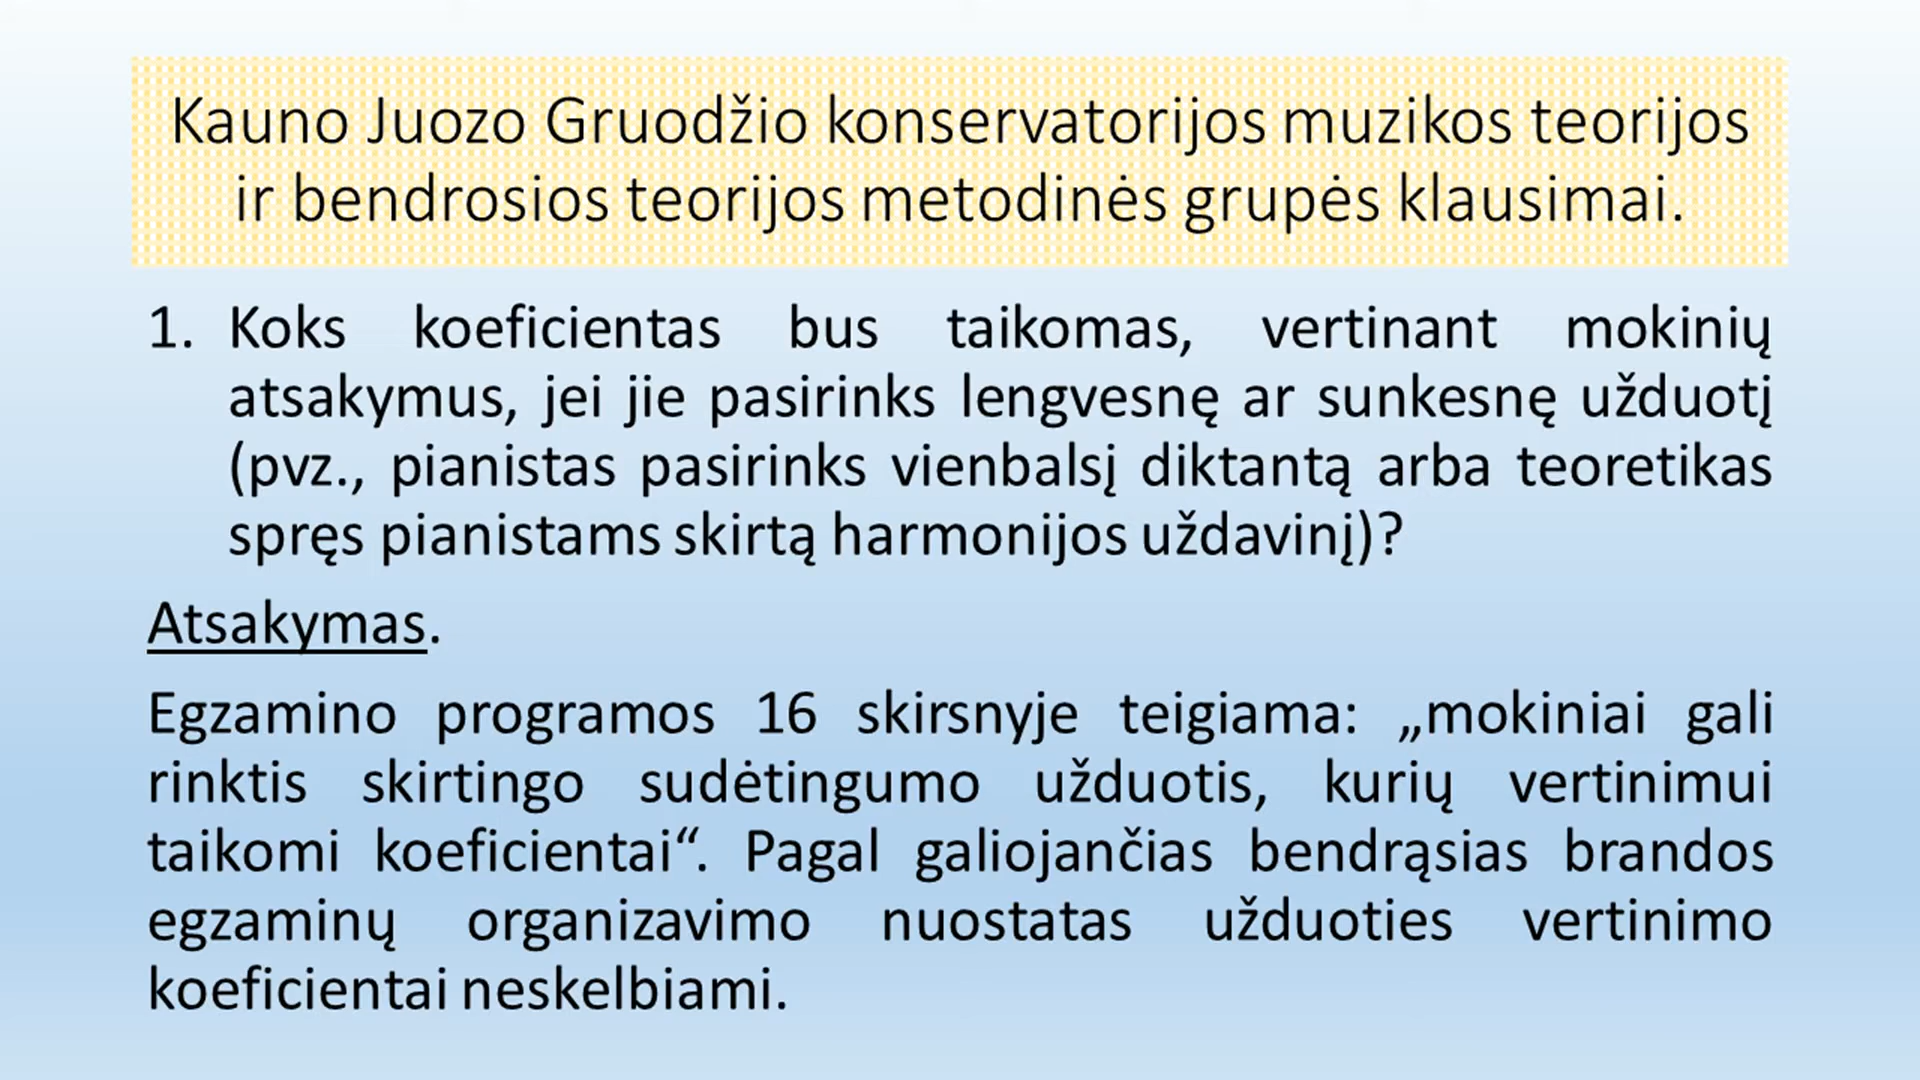 Kauno Juozo Gruodžio konservatorijos muzikos teorijos
ir bendrosios teorijos metodinės grupės klausimai.
1. Koks koeficientas bus taikomas, vertinant mokinių
atsakymus, jei jie pasirinks lengvesnę ar sunkesnę užduotį
(pvz., pianistas pasirinks vienbalsį diktantą arba teoretikas
spręs pianistams skirtą harmonijos uždavinį)?
Atsakymas.
Egzamino programos 16 skirsnyje teigiama: „mokiniai gali
rinktis skirtingo sudėtingumo užduotis, kurių vertinimui
taikomi koeficientai“. Pagal galiojančias bendrąsias brandos
egzaminų organizavimo nuostatas užduoties vertinimo
koeficientai neskelbiami.